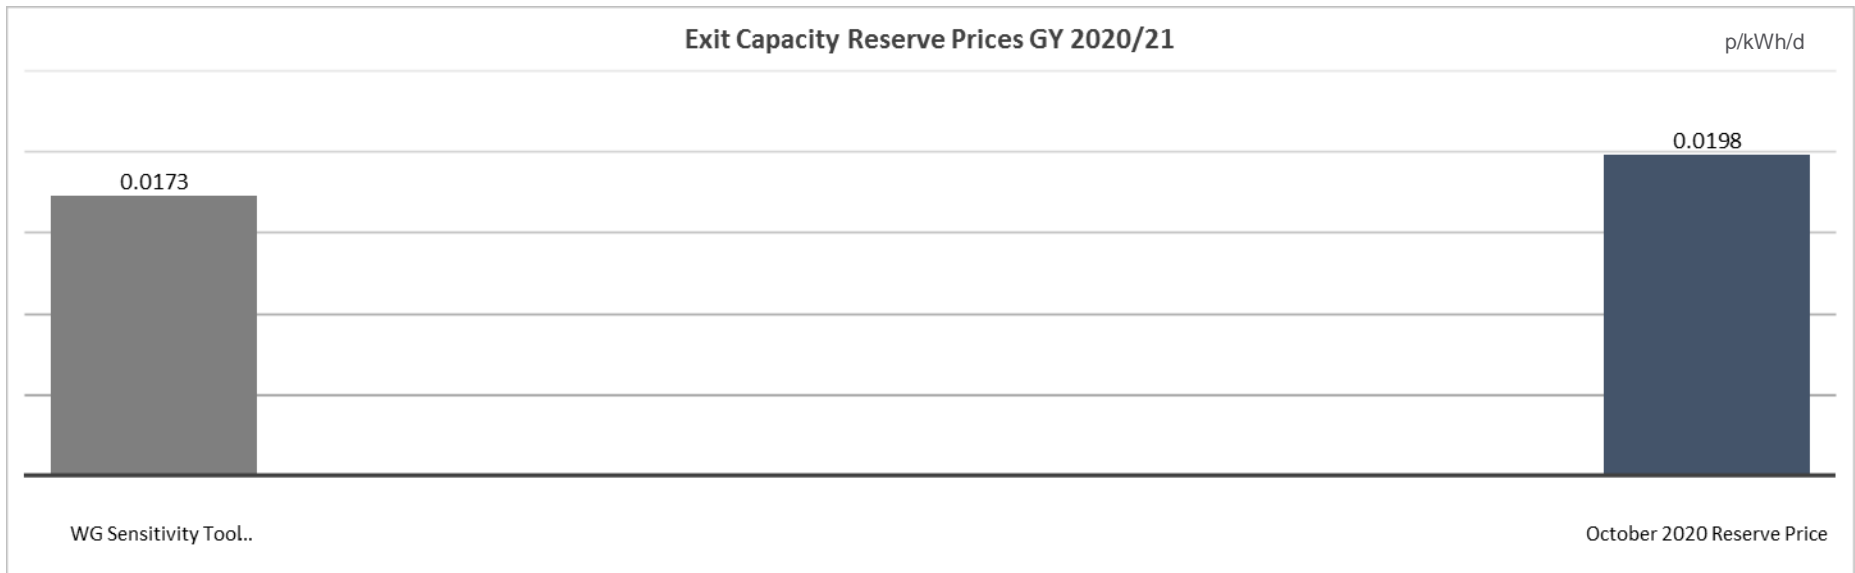 Exit Capacity Reserve Prices GY 2020/21
p/kWh/d
0.0198
0.0173
WG Sensitivity Tool..
October 2020 Reserve Price